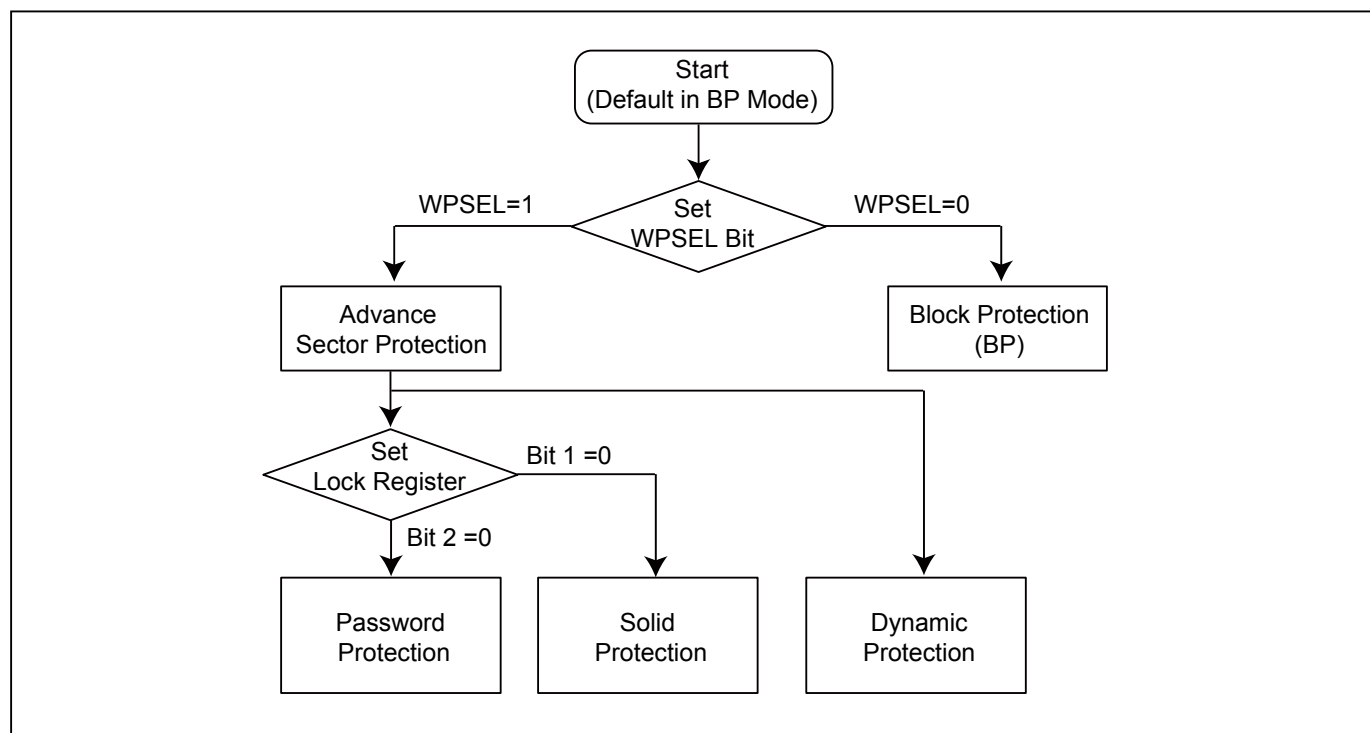 Start
(Default in BP Mode)
WPSEL=1
Set
WPSEL Bit
WPSEL=0
Advance
Sector Protection
Block Protection
(BP)
Set
Lock Register
Bit 1 =0
Bit 2 =0
Password
Protection
Solid
Protection
Dynamic
Protection